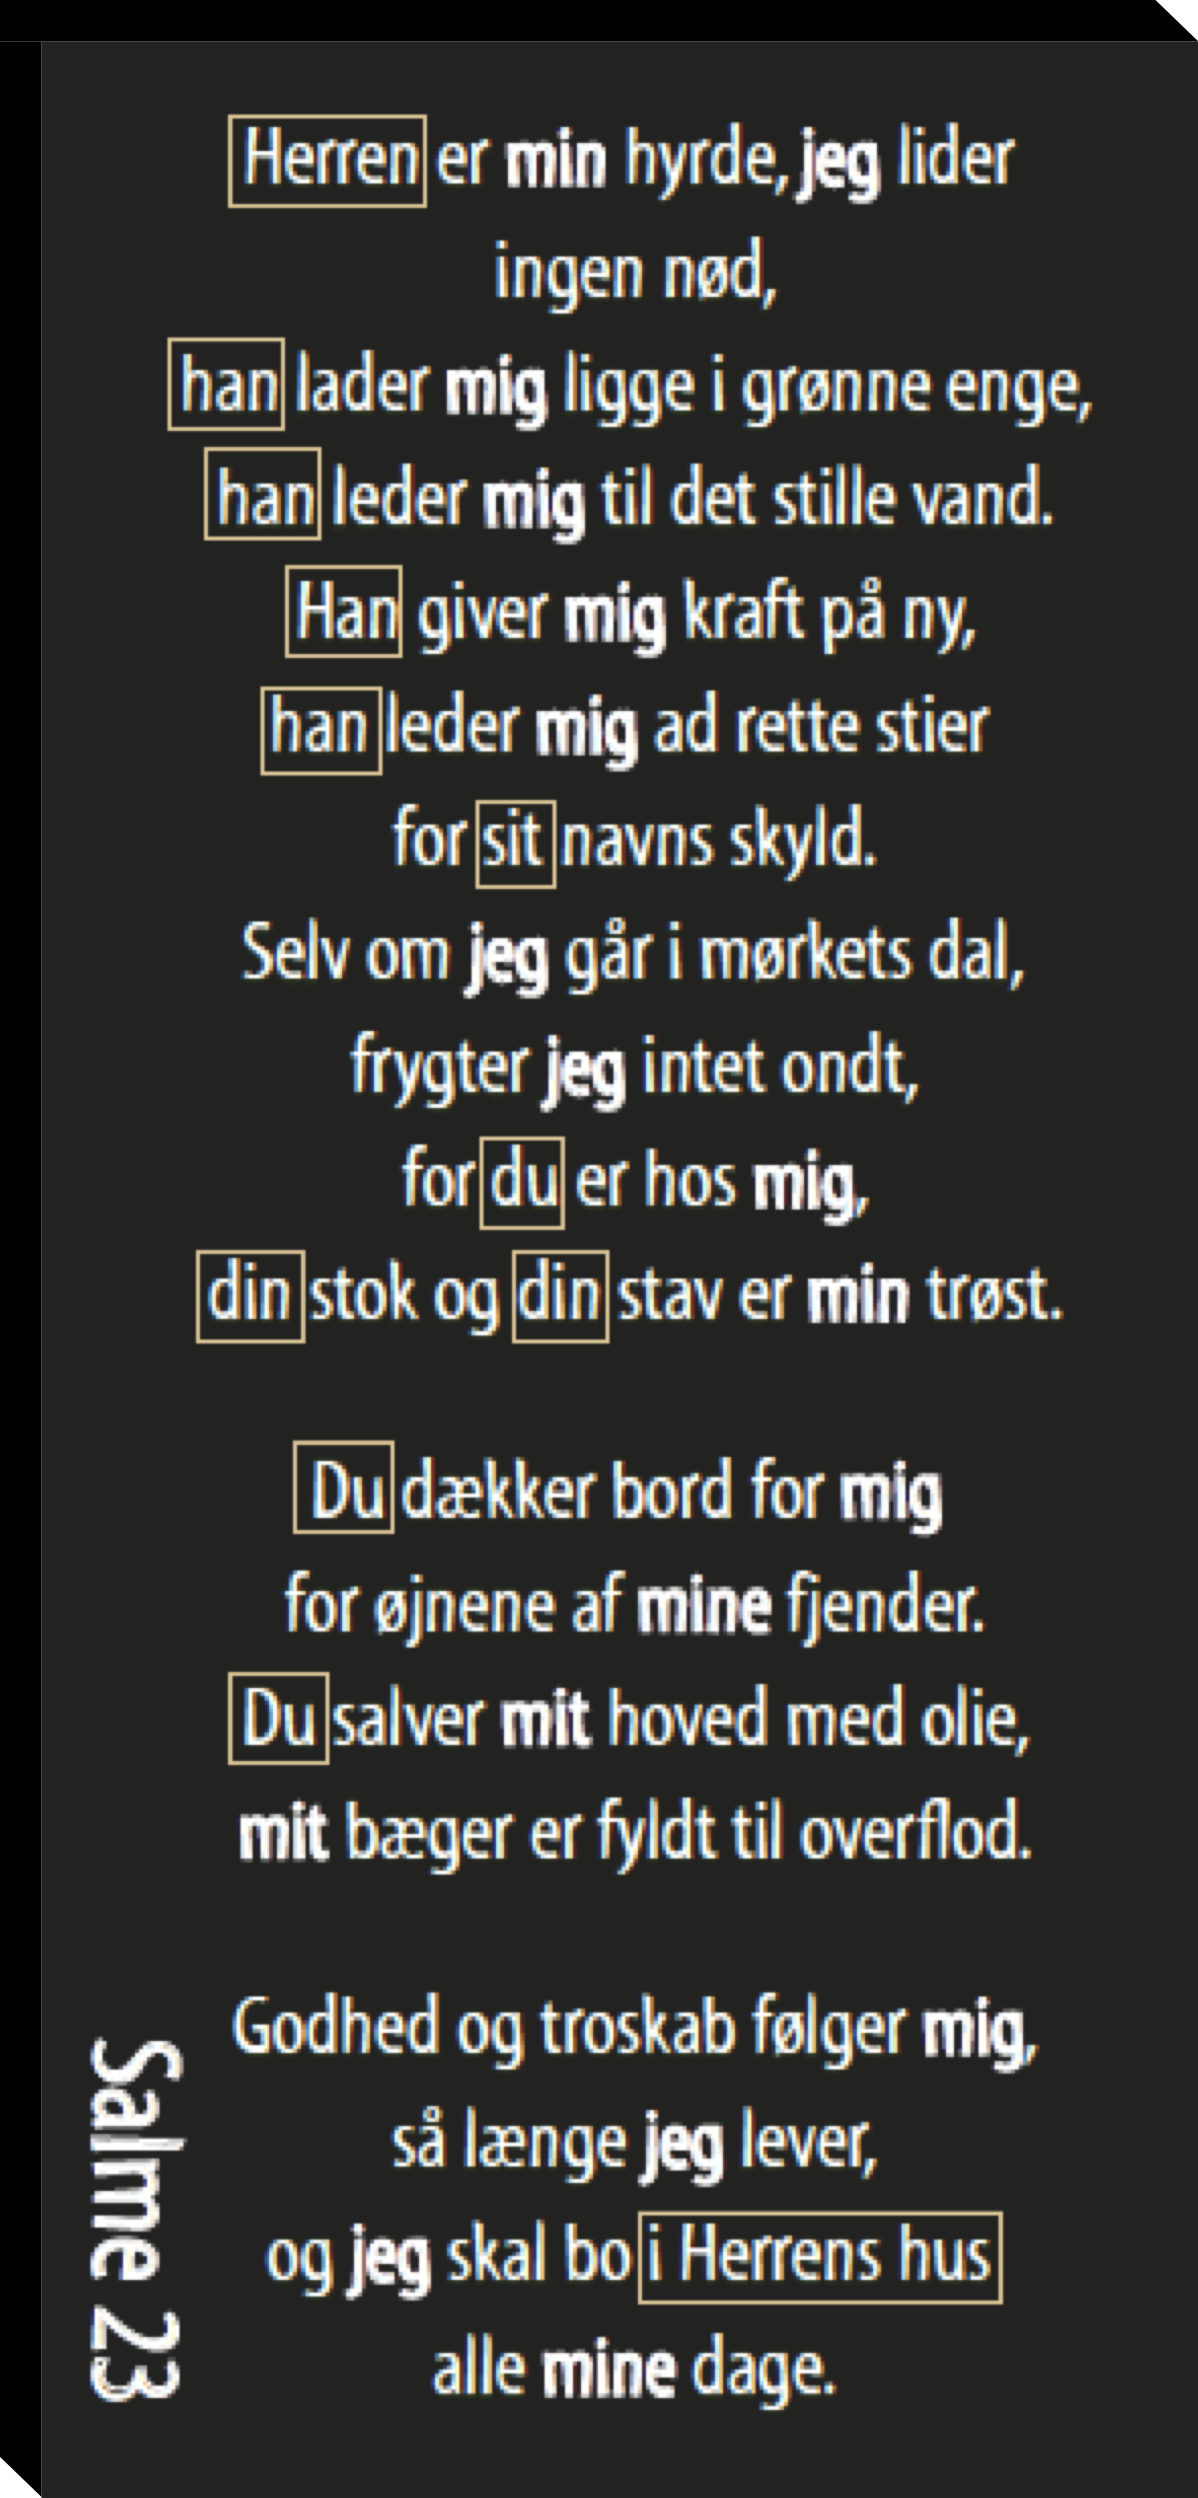 Herren er min hyrde, jeg lider
ingen nød,
han lader mig ligge i grønne enge,
han leder mig til det stille vand.
Han giver mig kraft på ny,
han leder mig ad rette stier
for sit navns skyld.
Selv om jeg går i mørkets dal,
frygter jeg intet ondt,
for du er hos mig,
din stok og din stav er min trøst.
Du dækker bord for mig
for øjnene af mine fjender.
Du salver mit hoved med olie,
mit bæger er fyldt til overflod.
Godhed og troskab følger mig,
så længe jeg lever,
og jeg skal bo i Herrens hus
alle mine dage.
Salme 23